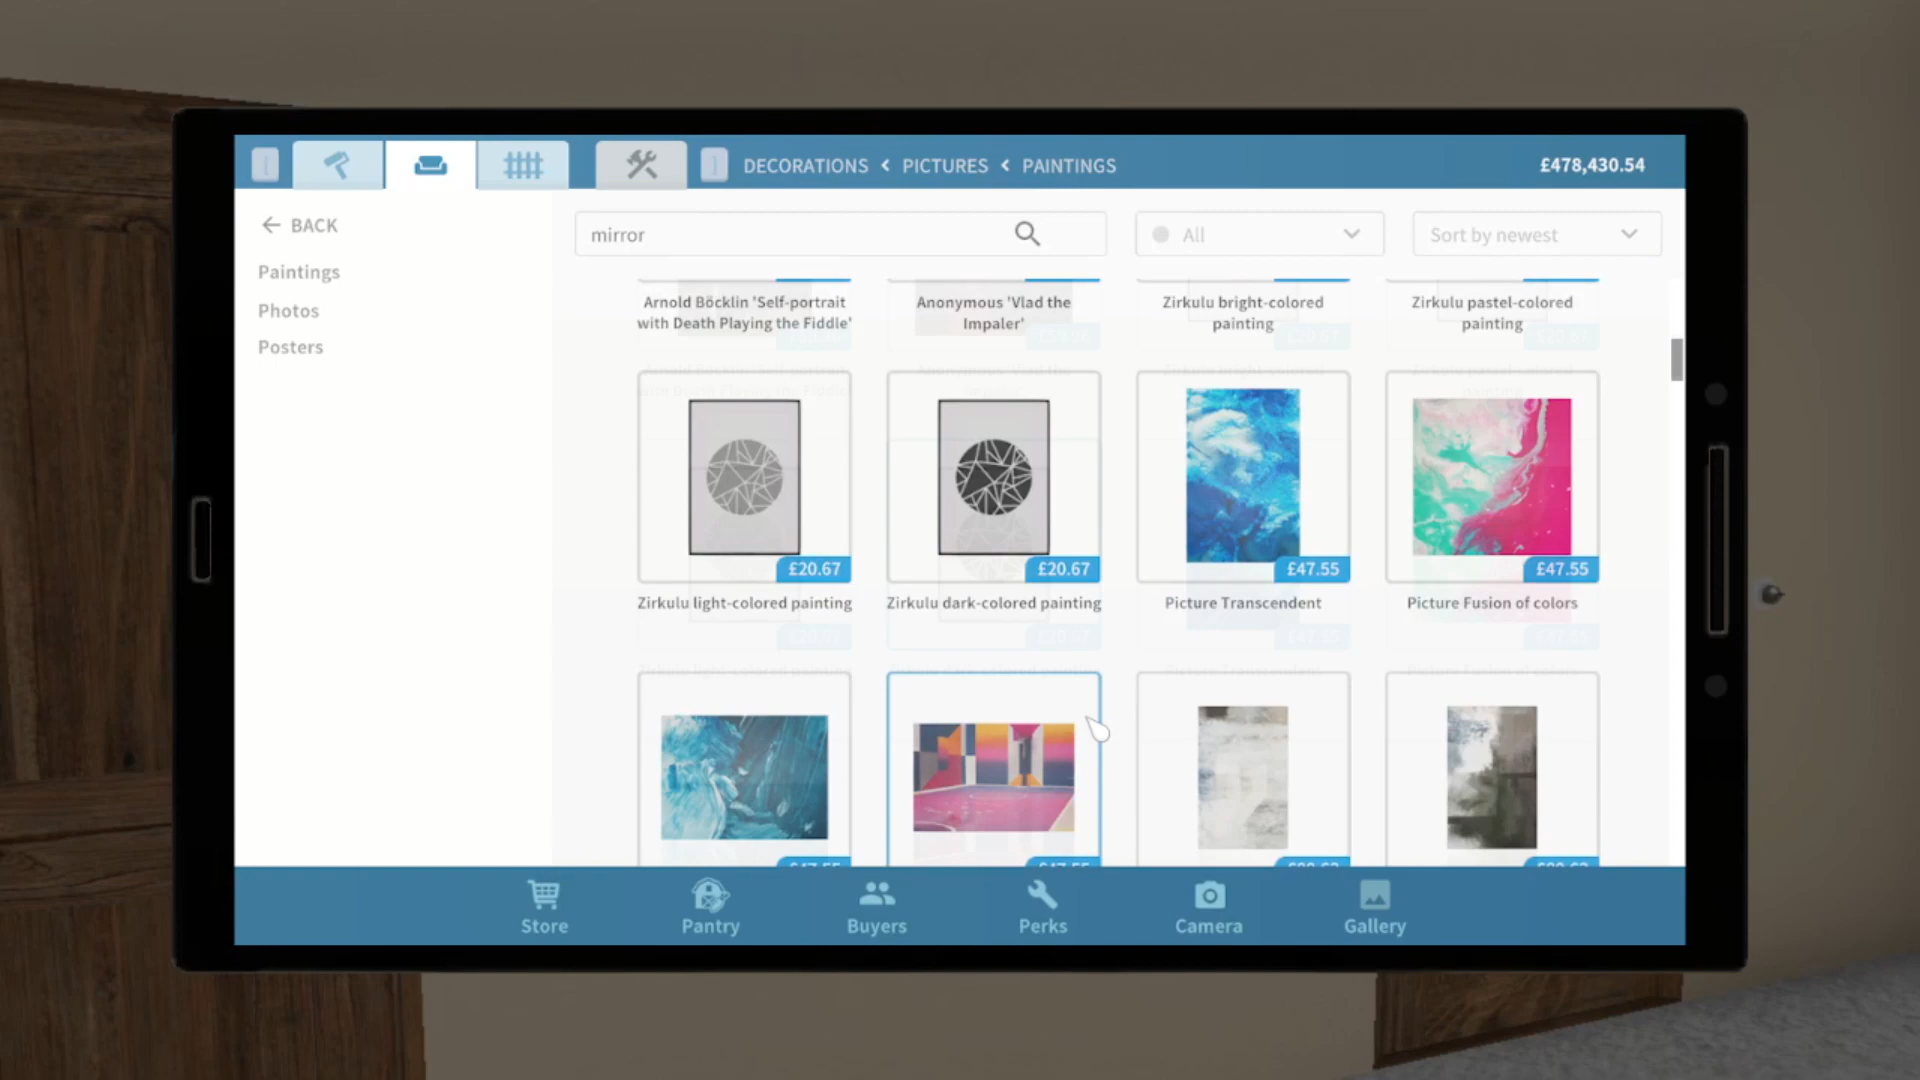 DECORATIONS < PICTURES < PAINTINGS
£478,430.54
BACK
Paintings
Photos
Posters
mirror
All
Sort by newest
Arnold Böcklin 'Self-portrait
with Death Playing the Fiddle'
Anonymous 'Vlad the
Impaler'
Zirkulu bright-colored
painting
Zirkulu pastel-colored
painting
£20.67
£20.67
£47.55
£47.55
Zirkulu light-colored painting
Zirkulu dark-colored painting
Picture Transcendent
Picture Fusion of colors
Store
Pantry
Buyers
Perks
Camera
Gallery